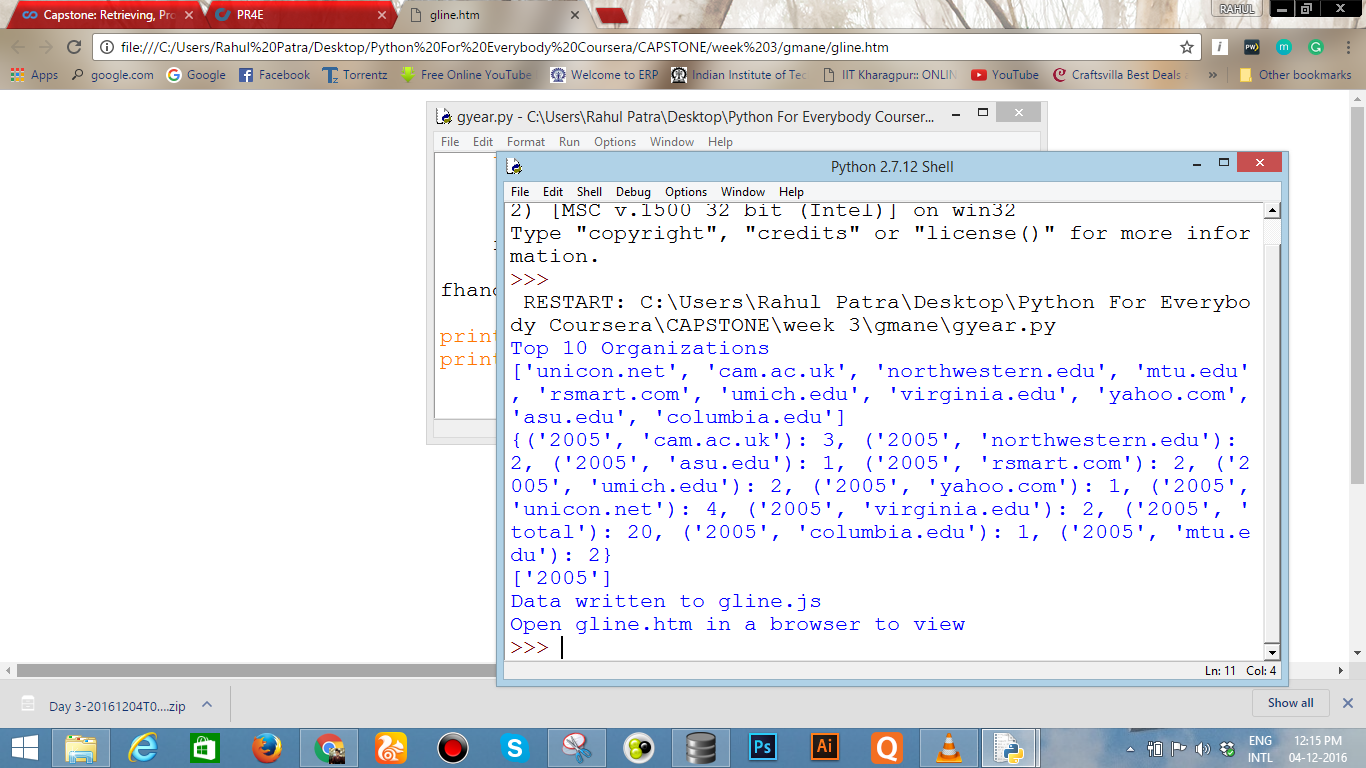 Capstone: Retrieving, Pro
PR4E
gline.htm
RAHUL
file:///C:/Users/Rahul%20Patra/Desktop/Python%20For%20Everybody%20Coursera/CAPSTONE/week%203/gmane/gline.htm
Apps
google.com
Google
Facebook
Torrentz
Free Online YouTube
Welcome to ERP
Indian Institute of Tec
IIT Kharagpur:: ONLIN
YouTube
Craftsvilla Best Deals
»
Other bookmarks
gyear.py - C:\Users\Rahul Patra\Desktop\Python For Everybody Courser...
File Edit Format Run Options Window Help
fhand
print
print
Python 2.7.12 Shell
File Edit Shell Debug Options Window Help
2) [MSC v.1500 32 bit (Intel)] on win32
Type "copyright", "credits" or "license()" for more infor
mation.
>>>
RESTART: C:\Users\Rahul Patra\Desktop\Python For Everybo
dy Coursera\CAPSTONE\week 3\gmane\gyear.py
Top 10 Organizations
['unicon.net', 'cam.ac.uk', 'northwestern.edu', 'mtu.edu'
, 'rsmart.com', 'umich.edu', 'virginia.edu', 'yahoo.com',
'asu.edu', 'columbia.edu']
{('2005', 'cam.ac.uk'): 3, ('2005', 'northwestern.edu'):
2, ('2005', 'asu.edu'): 1, ('2005', 'rsmart.com'): 2, ('2
005', 'umich.edu'): 2, ('2005', 'yahoo.com'): 1, ('2005',
'unicon.net'): 4, ('2005', 'virginia.edu'): 2, ('2005', '
total'): 20, ('2005', 'columbia.edu'): 1, ('2005', 'mtu.e
du'): 2}
['2005']
Data written to gline.js
Open gline.htm in a browser to view
>>>
Ln: 11 Col: 4
Day 3-20161204T0....zip
Show all
ENG
INTL
12:15 PM
04-12-2016